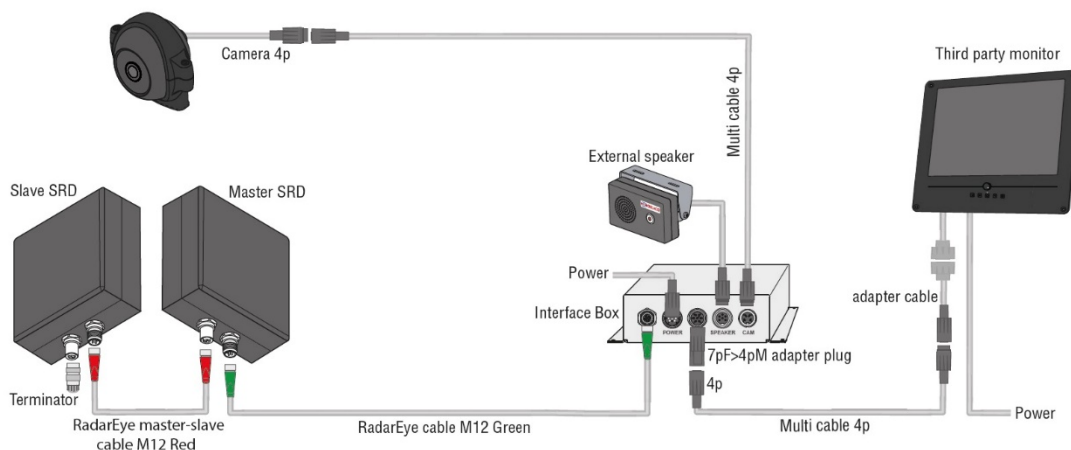 Camera 4p
Multi cable 4p
Third party monitor
External speaker
Slave SRD
Master SRD
Power
Interface Box
POWER
SPEAKER
CAM
adapter cable
7pF>4pM adapter plug
4p
Terminator
RadarEye master-slave
cable M12 Red
RadarEye cable M12 Green
Multi cable 4p
Power